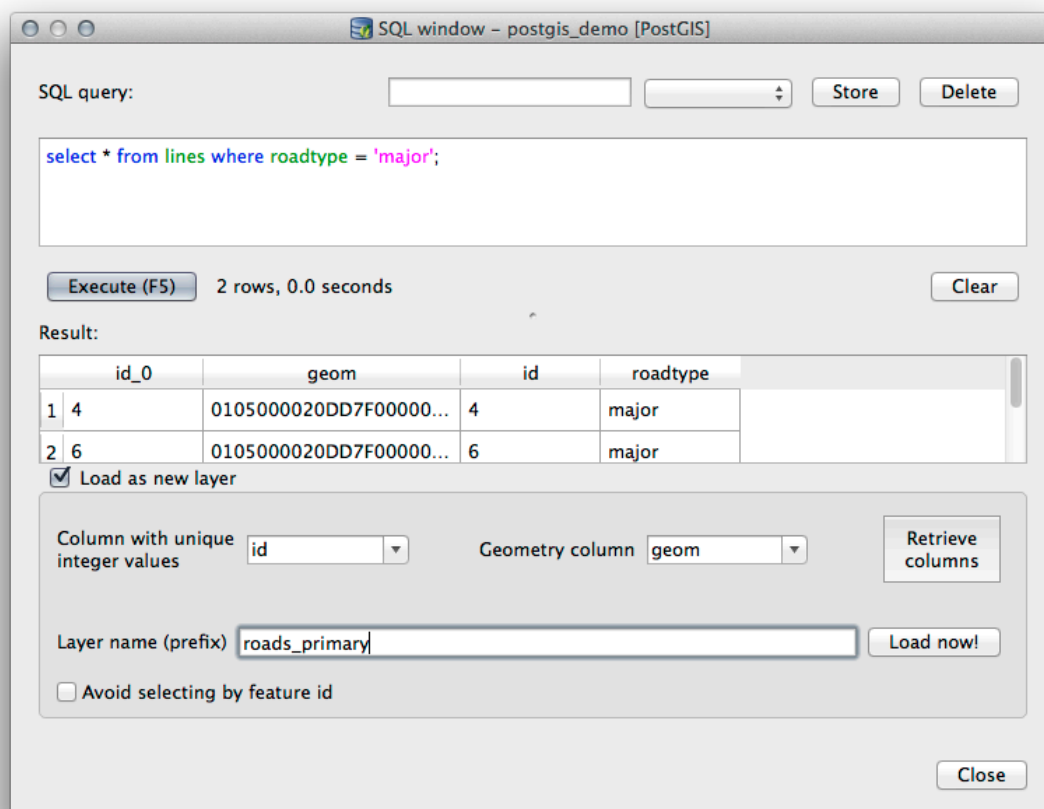 SQL window – postgis_demo [PostGIS]
SQL query:
Store
Delete
select * from lines where roadtype = 'major';
Execute (F5)
2 rows, 0.0 seconds
Clear
Result:
id_0 geom id roadtype
1 4 0105000020DD7F00000... 4 major
2 6 0105000020DD7F00000... 6 major
Load as new layer
Column with unique
integer values
id
Geometry column
geom
Retrieve
columns
Layer name (prefix)
roads_primary
Load now!
Avoid selecting by feature id
Close